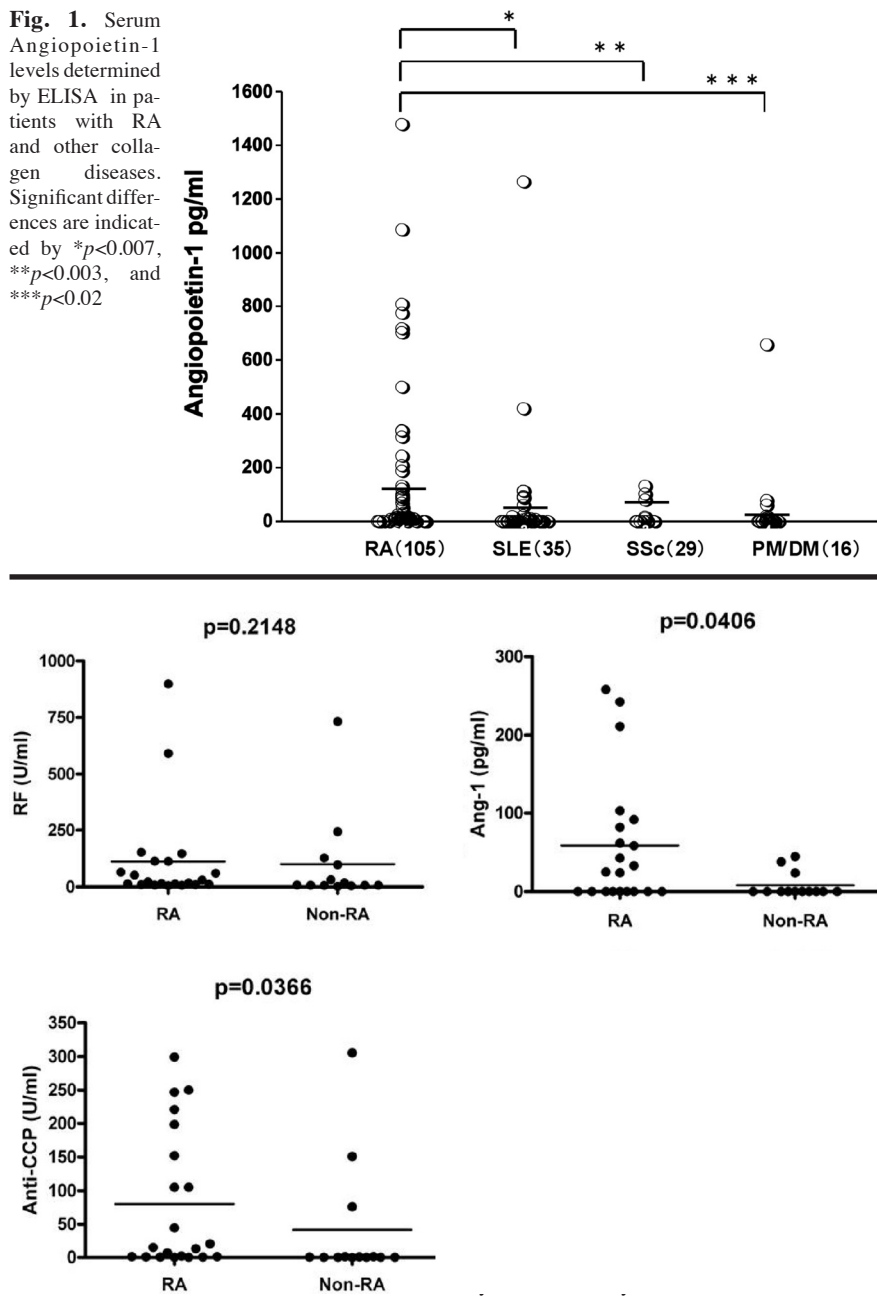 Fig. 1. Serum
Angiopoietin-1
levels determined
by ELISA in pa-
tients with RA
and other colla-
gen diseases.
Significant differ-
ences are indicat-
ed by *p<0.007,
**p<0.003, and
***p<0.02
*
**
***
Angiopoietin-1 pg/ml
1600
1400
1200
1000
800
600
400
200
0
RA(105) SLE(35) SSc(29) PM/DM(16)
p=0.2148
RF (U/ml)
1000
750
500
250
0
RA Non-RA
p=0.0406
Ang-1 (pg/ml)
300
200
100
0
RA Non-RA
p=0.0366
Anti-CCP (U/ml)
350
300
250
200
150
100
50
0
RA Non-RA